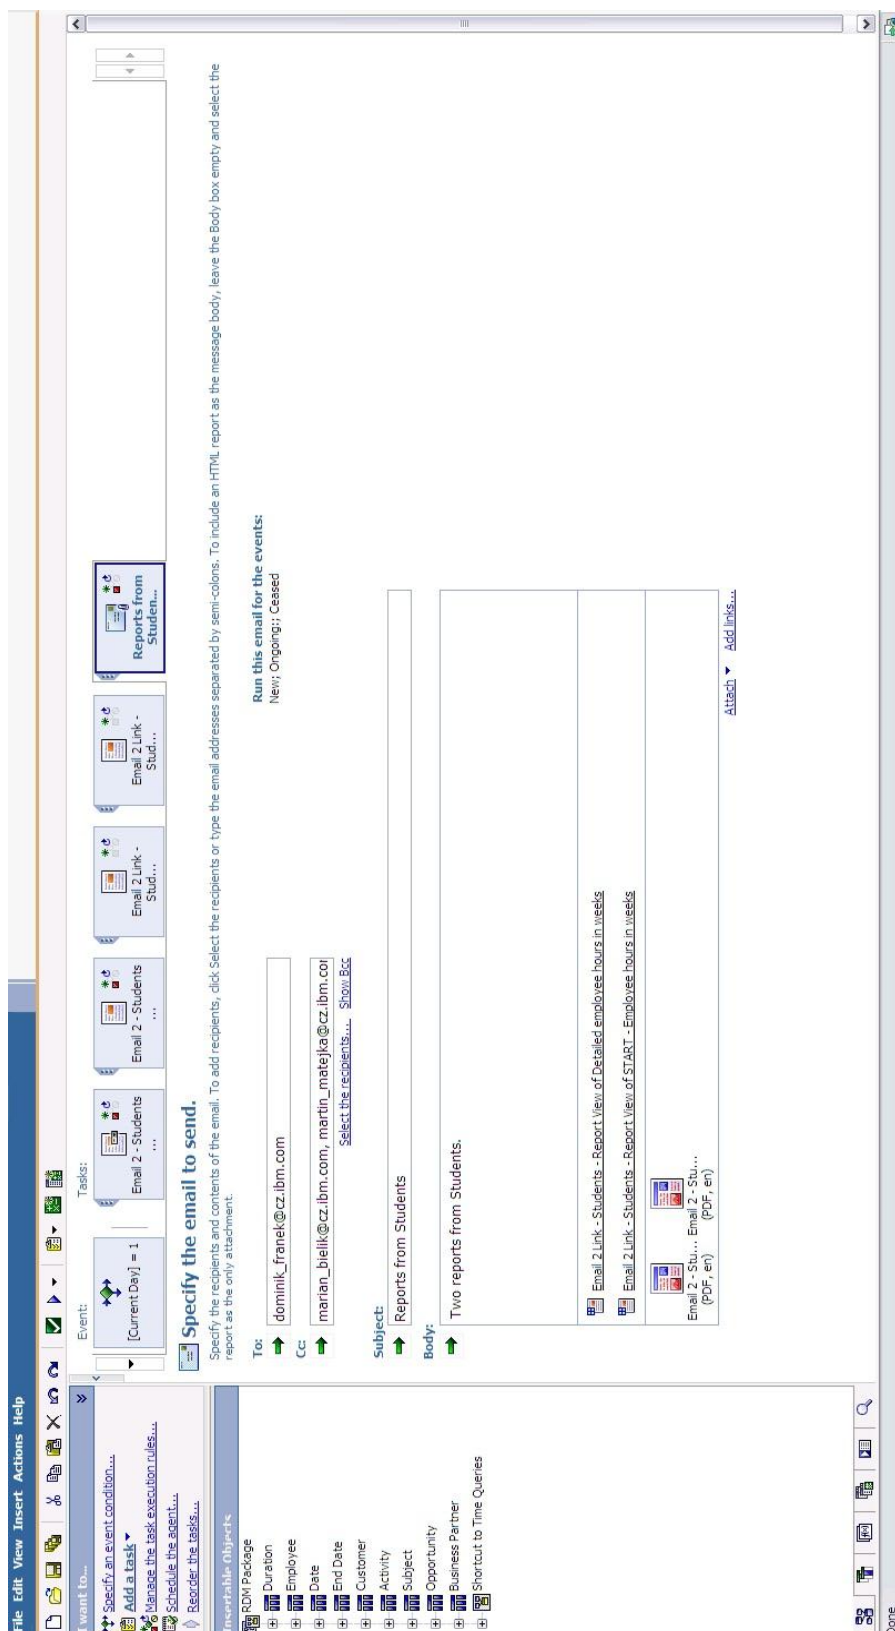 File Edit View Insert Actions Help
I want to...
Specify an event condition...
Add a task
Manage the task execution rules...
Schedule the agent...
Reorder the tasks...
Insertable Objects
RDM Package
Duration
Employee
Date
End Date
Customer
Activity
Subject
Opportunity
Business Partner
Shortcut to Time Queries
Event:
Tasks:
[Current Day] = 1
Email 2 - Students
...
Email 2 - Students
...
Email 2 Link -
Stud...
Email 2 Link -
Stud...
Reports from
Studen...
Specify the email to send.
Specify the recipients and contents of the email. To add recipients, click Select the recipients or type the email addresses separated by semi-colons. To include an HTML report as the message body, leave the Body box empty and select the
report as the only attachment.
To:
dominik_franek@cz.ibm.com
Run this email for the events:
New; Ongoing:; Ceased
Cc:
marian_bielik@cz.ibm.com, martin_matejka@cz.ibm.cor
Select the recipients... Show Bcc
Subject:
Reports from Students
Body:
Two reports from Students.
Email 2 Link - Students - Report View of Detailed employee hours in weeks
Email 2 Link - Students - Report View of START - Employee hours in weeks
Email 2 - Stu... Email 2 - Stu...
(PDF, en) (PDF, en)
Attach Add links...
one